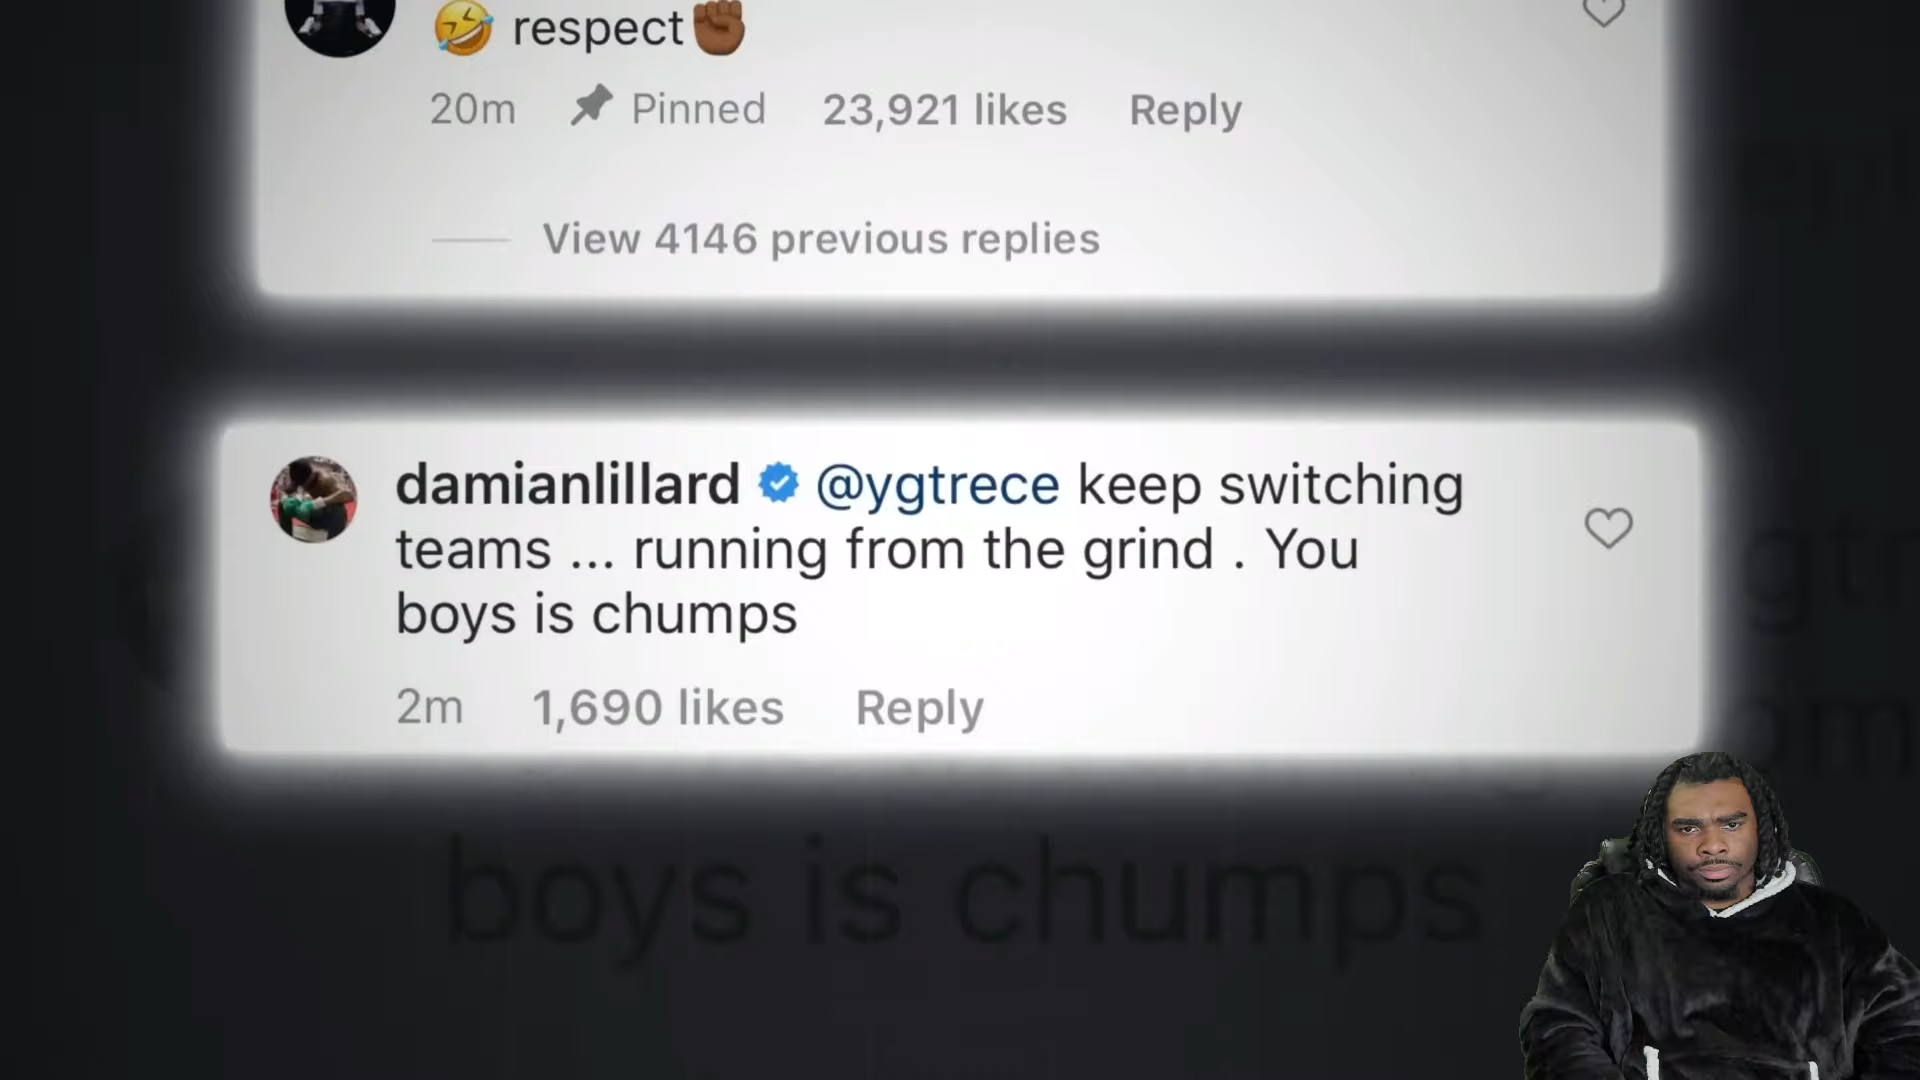 🤣 respect✊🏾
20m Pinned 23,921 likes Reply
View 4146 previous replies
damianlillard @ygtrece keep switching
teams ... running from the grind . You
boys is chumps
2m 1,690 likes Reply
boys is chumps